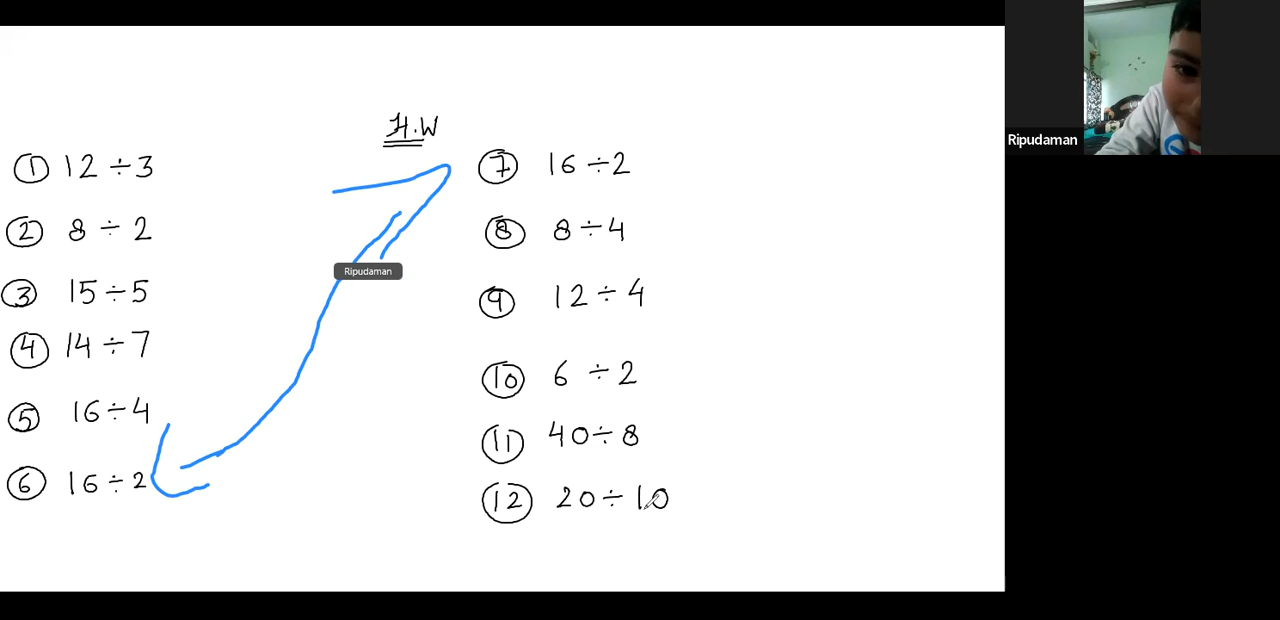 H.W
① 12 ÷ 3
② 8 ÷ 2
③ 15 ÷ 5
④ 14 ÷ 7
⑤ 16 ÷ 4
⑥ 16 ÷ 2
⑦ 16 ÷ 2
⑧ 8 ÷ 4
⑨ 12 ÷ 4
⑩ 6 ÷ 2
⑪ 40 ÷ 8
⑫ 20 ÷ 10
Ripudaman
Ripudaman